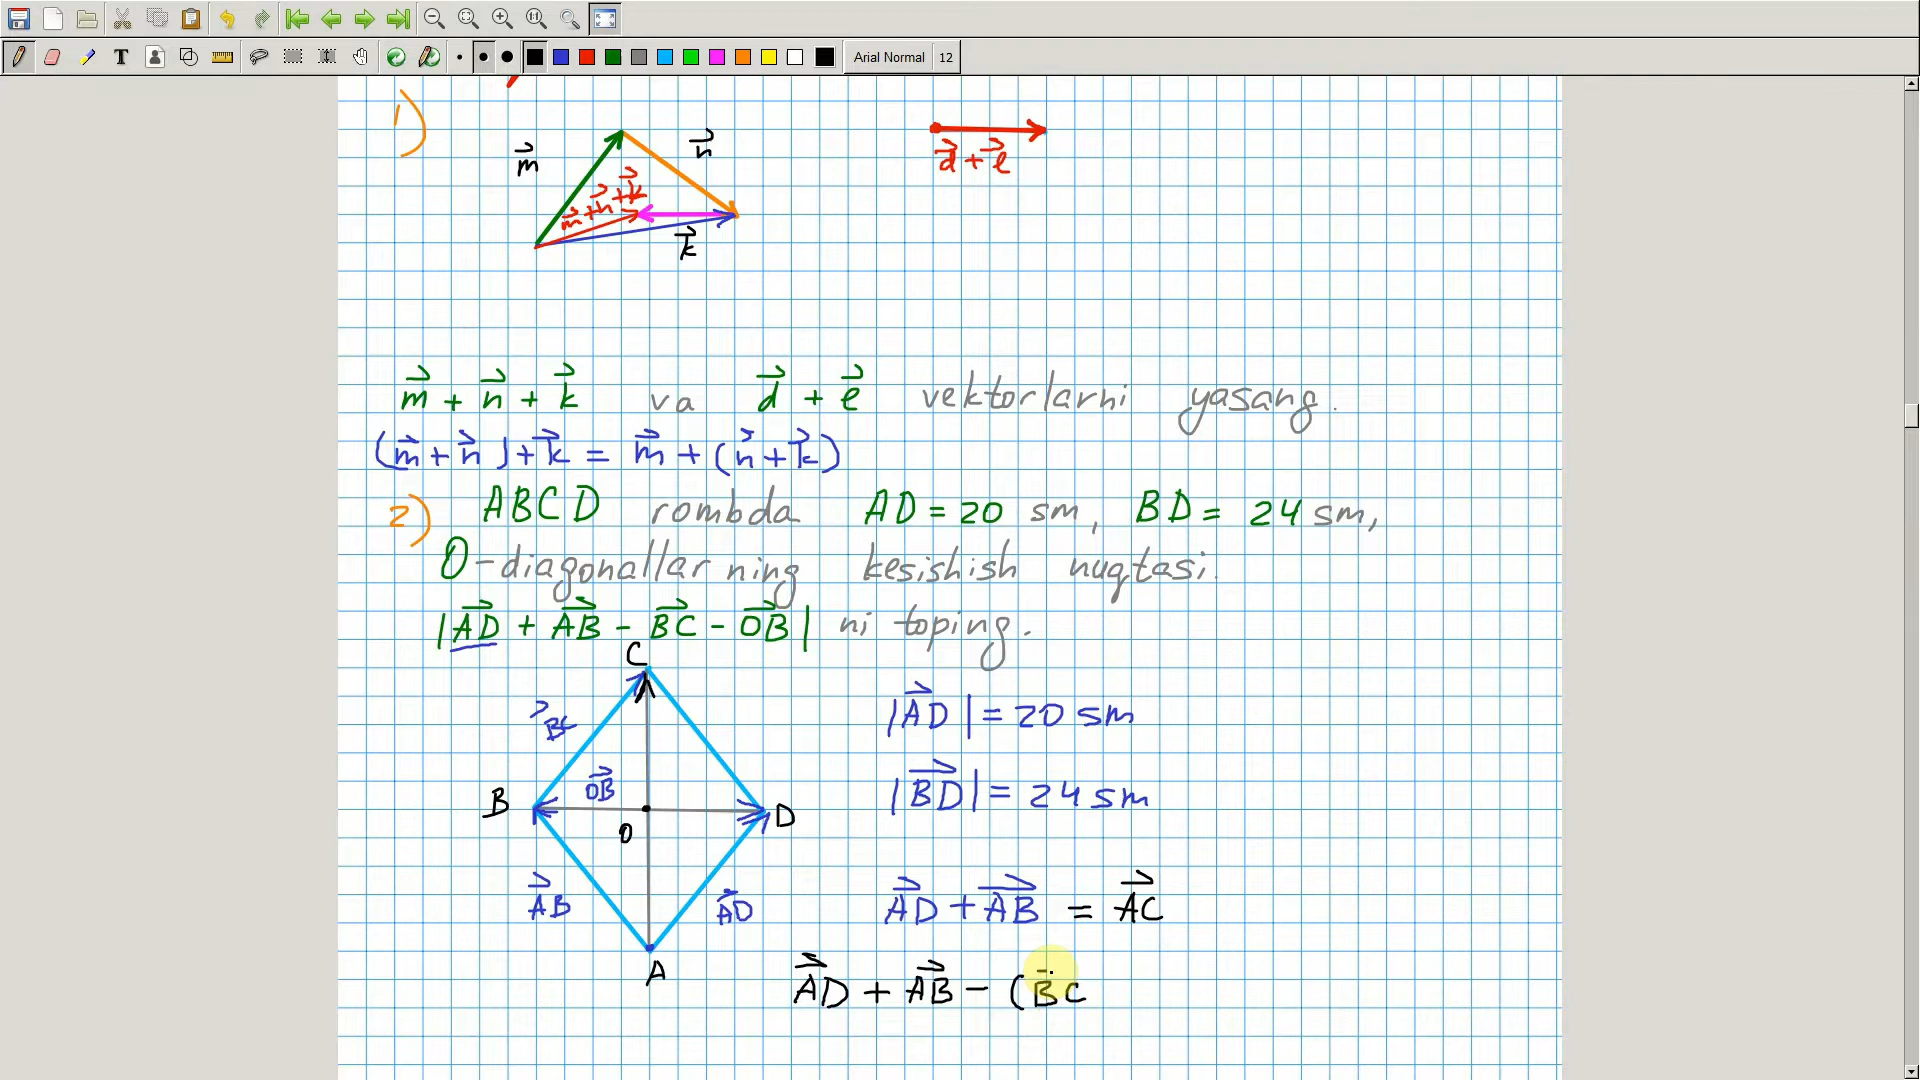 Arial Normal 12
1)
m⃗ n⃗ d⃗ + e⃗
m⃗ + n⃗ + k⃗
k⃗
m⃗ + n⃗ + k⃗ va d⃗ + e⃗ vektorlarni yasang.
(m⃗ + n⃗) + k⃗ = m⃗ + (n⃗ + k⃗)
2) ABCD rombda AD = 20 sm, BD = 24 sm,
O - diagonallarning kesishish nuqtasi.
|AD⃗ + AB⃗ - BC⃗ - OB⃗| ni toping.
C
BC⃗ |AD⃗| = 20 sm
B OB⃗ |BD⃗| = 24 sm
O D
AB⃗ AD⃗ AD⃗ + AB⃗ = AC⃗
A AD⃗ + AB⃗ - (BC